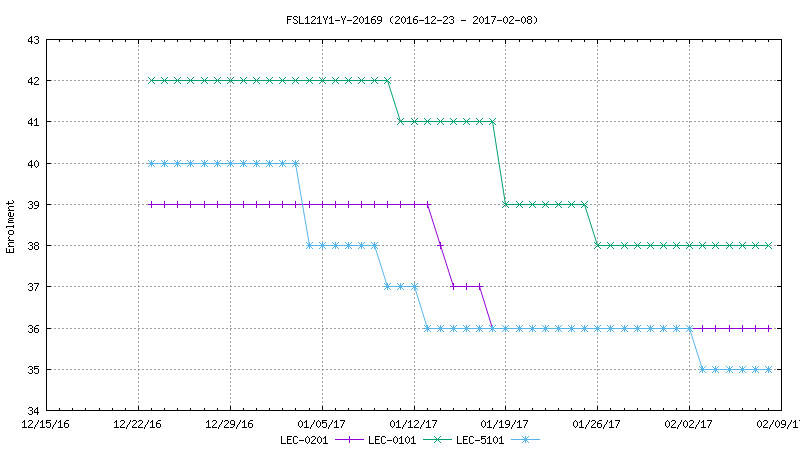 FSL121Y1-Y-20169 (2016-12-23 - 2017-02-08)
43
42
41
40
39
38
37
36
35
34
Enrolment
12/15/16 12/22/16 12/29/16 01/05/17 01/12/17 01/19/17 01/26/17 02/02/17 02/09/1
LEC-0201 LEC-0101 LEC-5101